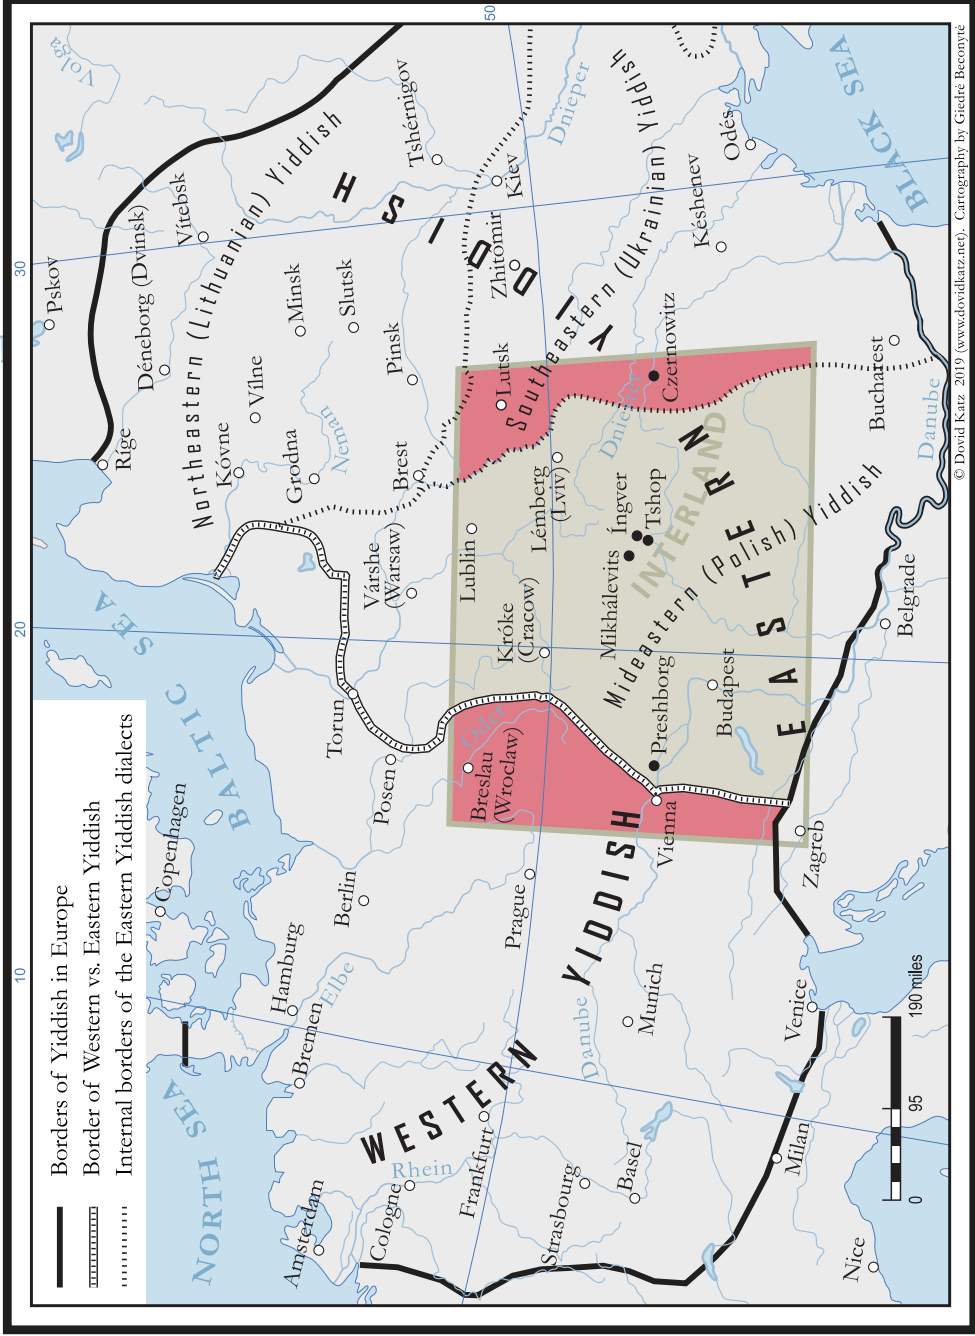 Borders of Yiddish in Europe
Border of Western vs. Eastern Yiddish
Internal borders of the Eastern Yiddish dialects
10
20
30
50
NORTH SEA
BALTIC SEA
BLACK SEA
Volga
Copenhagen
Pskov
Ríge
Déneborg (Dvinsk)
Vítebsk
Northeastern (Lithuanian) Yiddish
Kóvne
Vílne
Grodna
Neman
Minsk
Slutsk
Pinsk
Brest
Tshérnigov
Dnieper
Kiev
Zhitomir
Hamburg
Bremen
Elbe
Berlin
Torun
Posen
Várshe
(Warsaw)
Lublin
Lutsk
Amsterdam
Cologne
Rhein
Frankfurt
WESTERN YIDDISH
Prague
Breslau
(Wroclaw)
Oder
Króke
(Cracow)
Lémberg
(Lviv)
Southeastern (Ukrainian) Yiddish
Dniester
Czernowitz
Késhenev
Odés
Strasbourg
Basel
Danube
Munich
Vienna
Preshborg
Mikhálevits
Íngver
Tshop
INTERLAND
Mideastern (Polish) Yiddish
EASTERN YIDDISH
Budapest
Nice
Milan
Venice
Zagreb
Belgrade
Bucharest
Danube
0
95
190 miles
© David Katz 2019 (www.dovidkatz.net). Cartography by Giedrė Beconytė